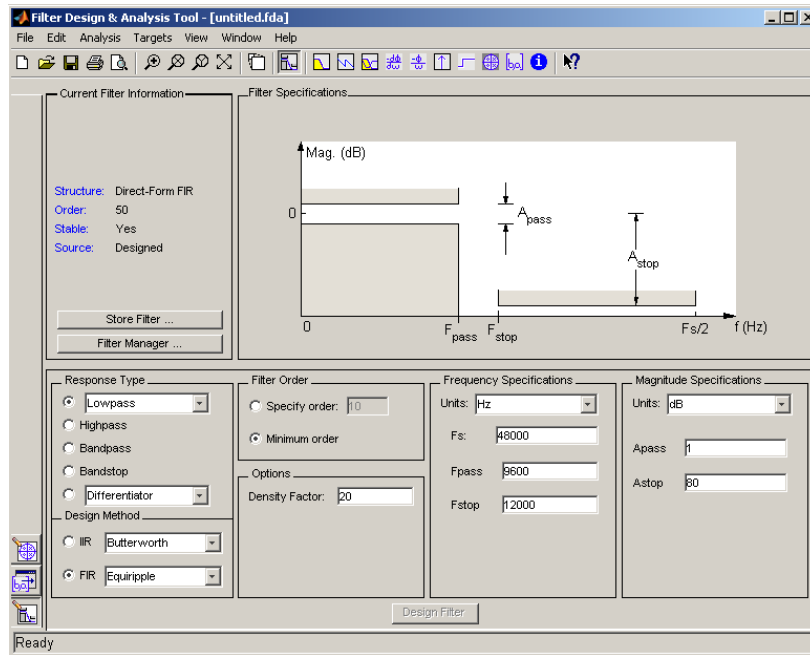 Filter Design & Analysis Tool - [untitled.fda]
File Edit Analysis Targets View Window Help
Current Filter Information
Structure: Direct-Form FIR
Order: 50
Stable: Yes
Source: Designed
Store Filter ...
Filter Manager ...
Filter Specifications
Mag. (dB)
0
A pass
A stop
0
F pass
F stop
Fs/2
f (Hz)
Response Type
Lowpass
Highpass
Bandpass
Bandstop
Differentiator
Design Method
IIR Butterworth
FIR Equiripple
Filter Order
Specify order: 10
Minimum order
Options
Density Factor: 20
Frequency Specifications
Units: Hz
Fs: 48000
Fpass 9600
Fstop 12000
Magnitude Specifications
Units: dB
Apass 1
Astop 80
Design Filter
Ready